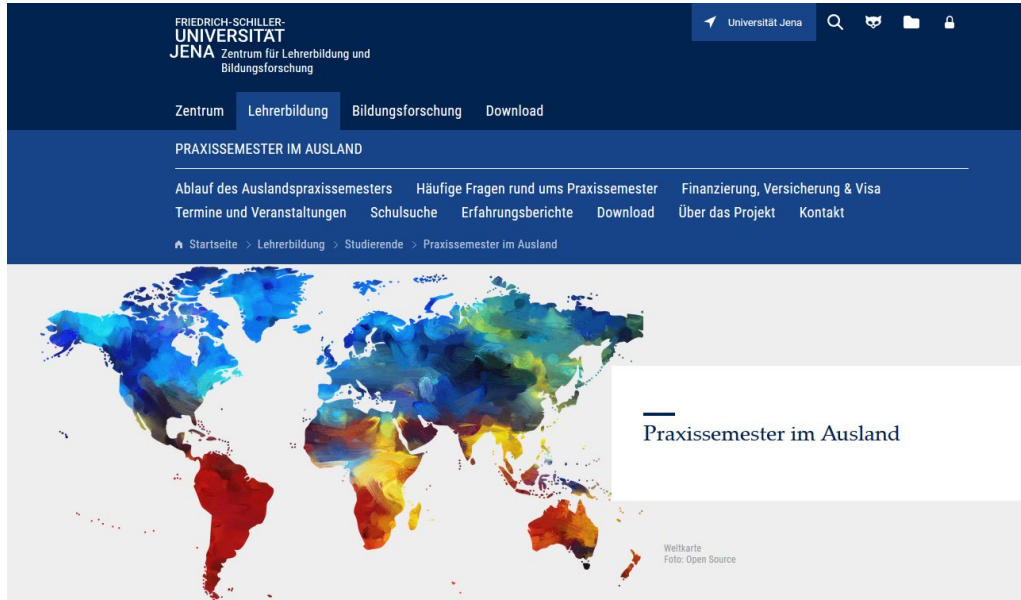 FRIEDRICH-SCHILLER-
UNIVERSITÄT
JENA Zentrum für Lehrerbildung und
Bildungsforschung
Universität Jena
Zentrum Lehrerbildung Bildungsforschung Download
PRAXISSEMESTER IM AUSLAND
Ablauf des Auslandspraxissemesters Häufige Fragen rund ums Praxissemester Finanzierung, Versicherung & Visa
Termine und Veranstaltungen Schulsuche Erfahrungsberichte Download Über das Projekt Kontakt
Startseite > Lehrerbildung > Studierende > Praxissemester im Ausland
Praxissemester im Ausland
Weltkarte
Foto: Open Source